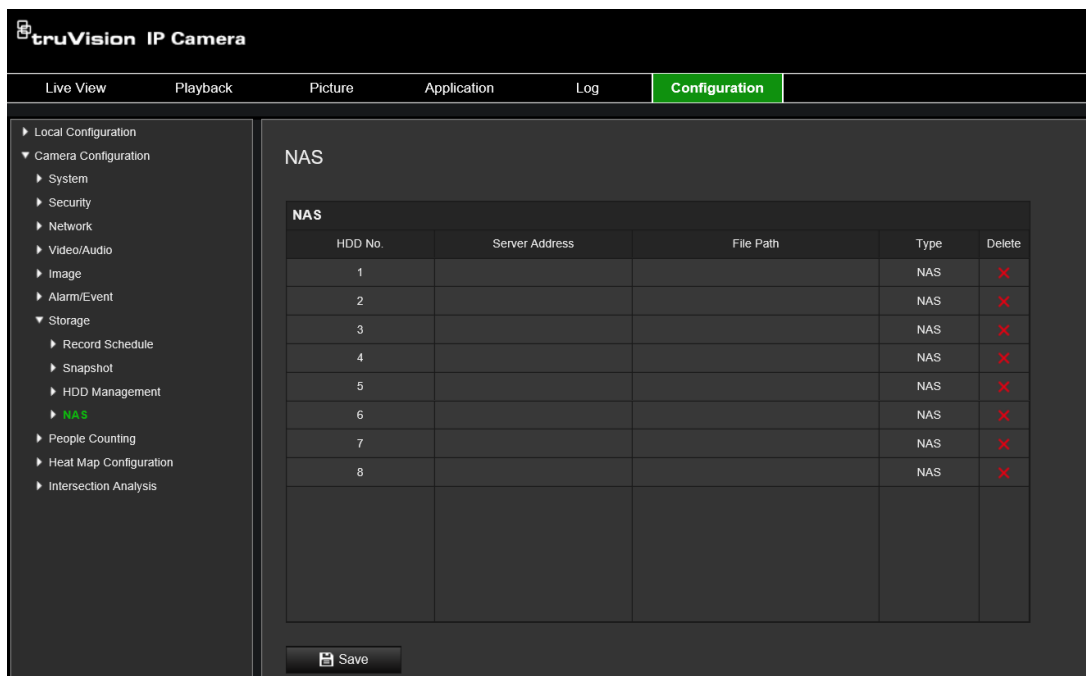 truVision IP Camera
Live View Playback Picture Application Log Configuration
Local Configuration
Camera Configuration
System
Security
Network
Video/Audio
Image
Alarm/Event
Storage
Record Schedule
Snapshot
HDD Management
NAS
People Counting
Heat Map Configuration
Intersection Analysis
NAS
NAS
HDD No. Server Address File Path Type Delete
1 NAS
2 NAS
3 NAS
4 NAS
5 NAS
6 NAS
7 NAS
8 NAS
Save